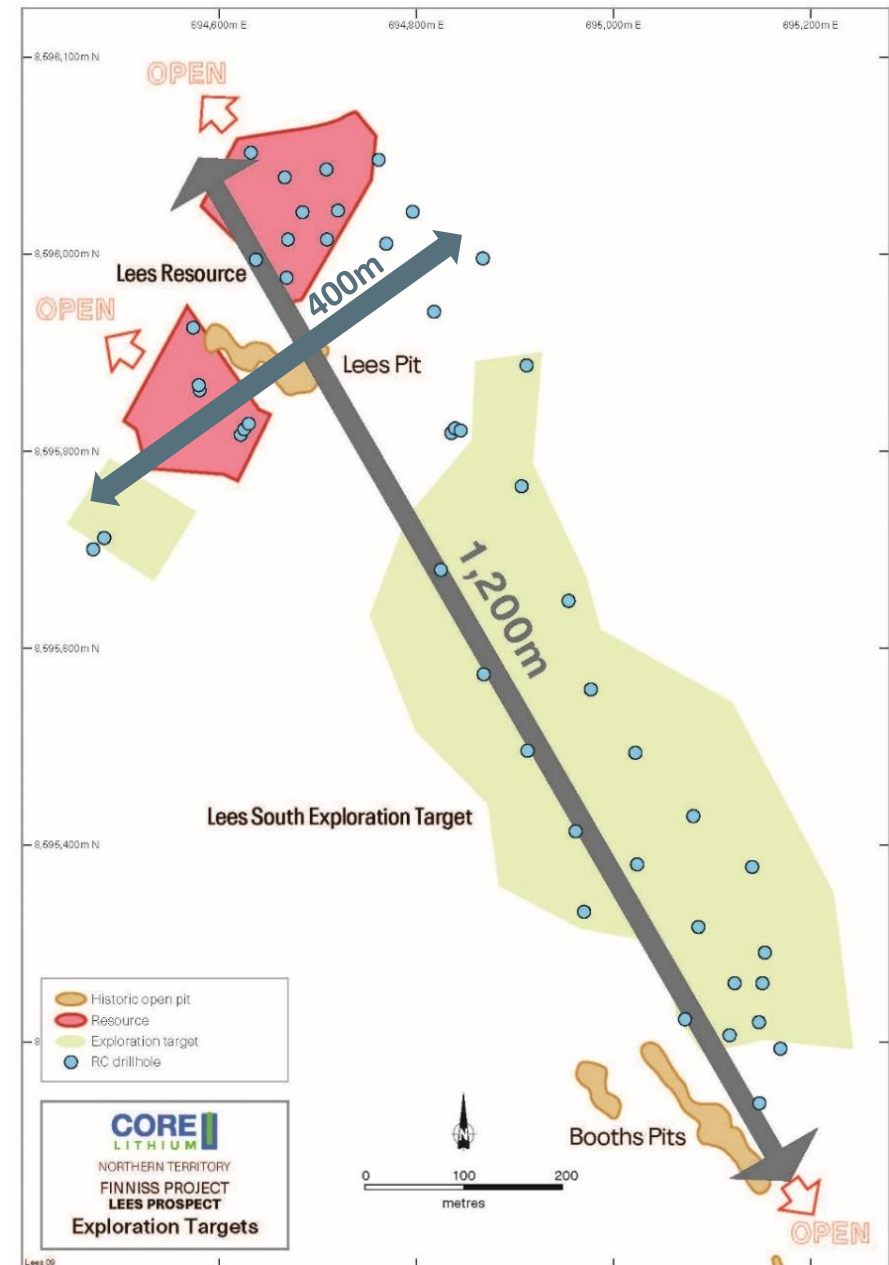 694,600m E
694,800m E
695,000m E
695,200m E
8,596,100m N
OPEN
8,596,000m N
Lees Resource
400m
OPEN
Lees Pit
8,595,800m N
1,200m
8,595,600m N
Lees South Exploration Target
8,595,400m N
Historic open pit
Resource
Exploration target
RC drillhole
8
CORE
LITHIUM
NORTHERN TERRITORY
FINNISS PROJECT
LEES PROSPECT
Exploration Targets
N
0 100 200
metres
Booths Pits
OPEN
Lees 09